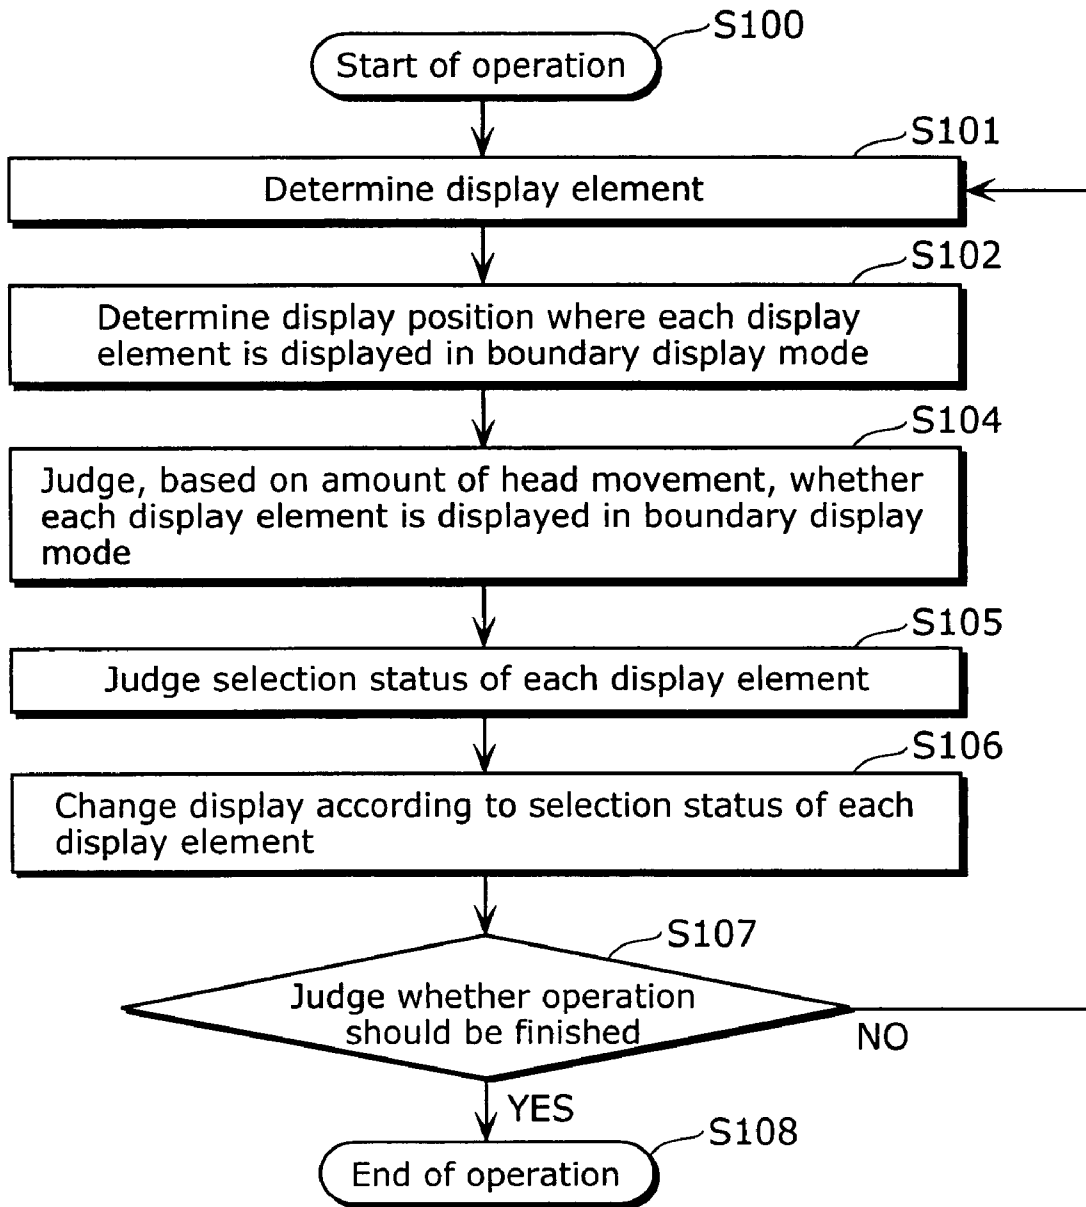 S100
Start of operation
S101
Determine display element
S102
Determine display position where each display
element is displayed in boundary display mode
S104
Judge, based on amount of head movement, whether
each display element is displayed in boundary display
mode
S105
Judge selection status of each display element
S106
Change display according to selection status of each
display element
S107
Judge whether operation
should be finished
NO
YES
S108
End of operation